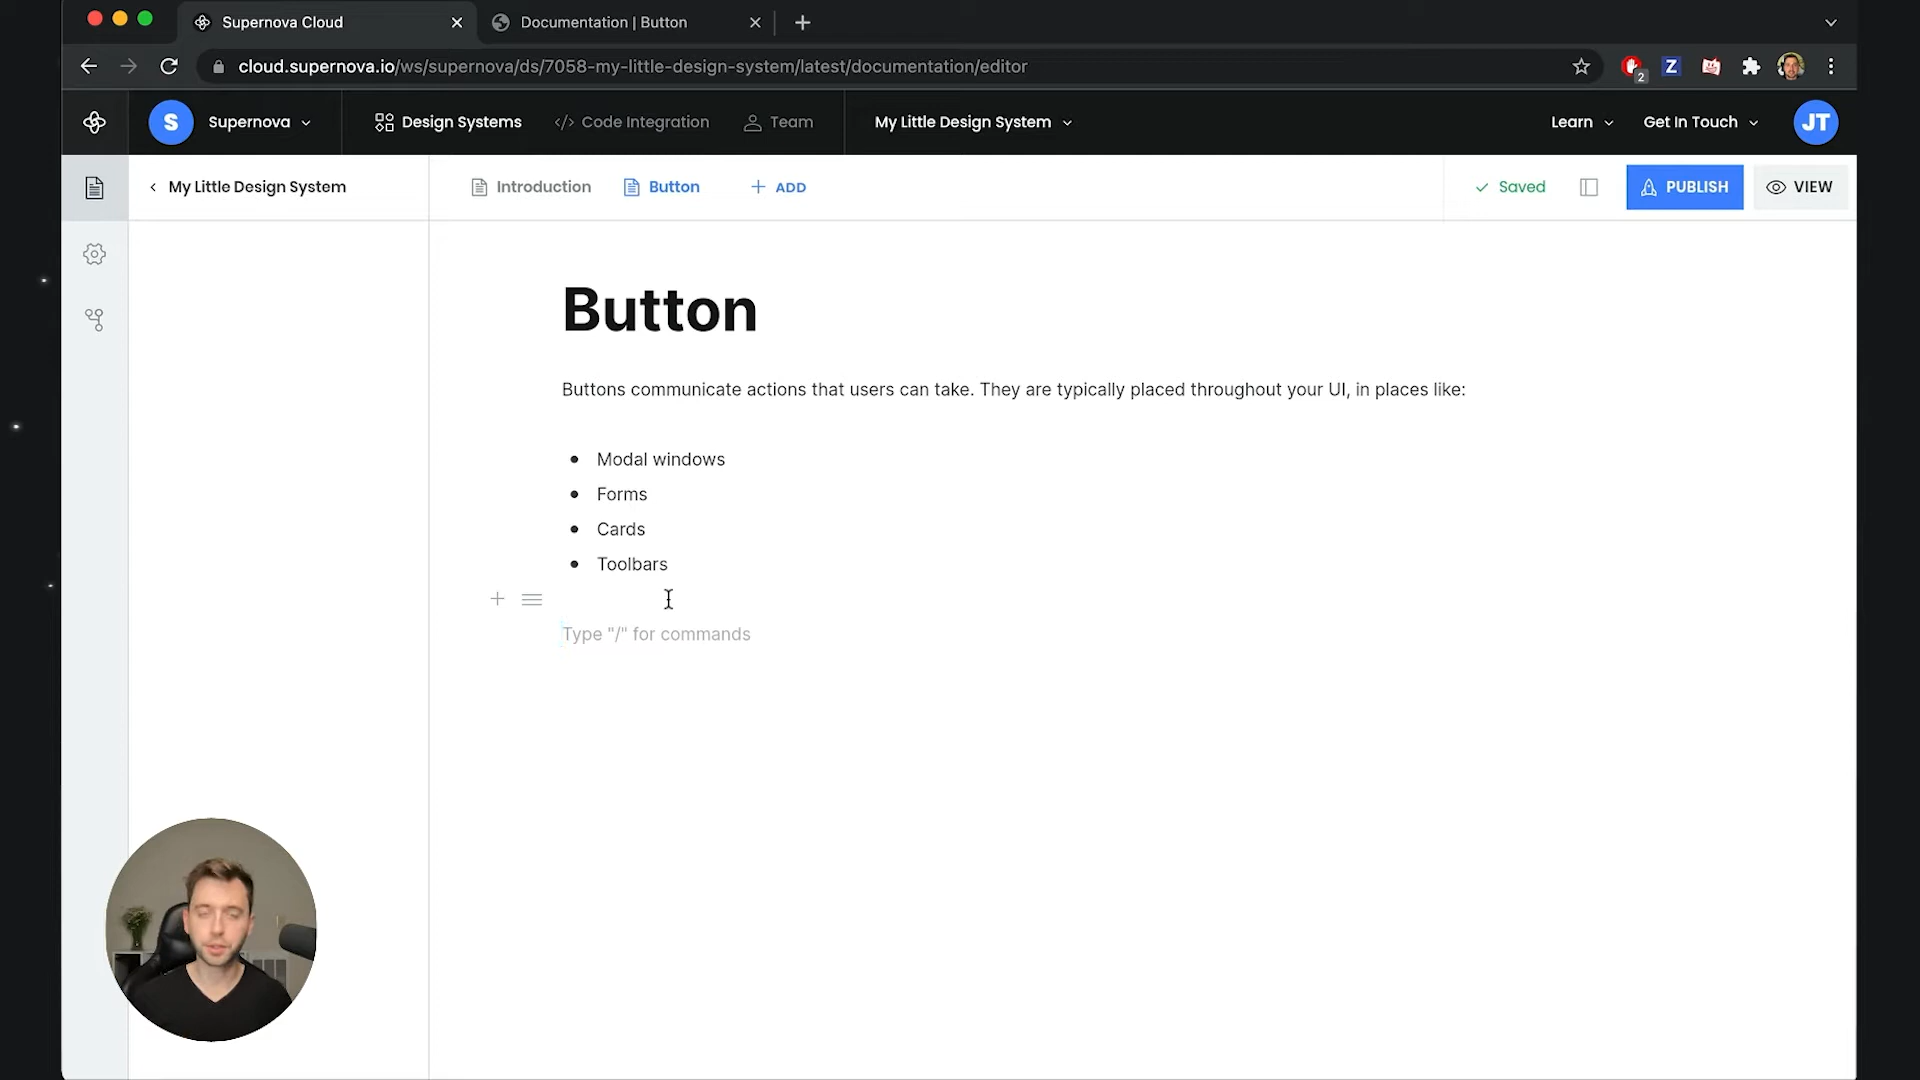 Supernova Cloud
Documentation | Button
cloud.supernova.io/ws/supernova/ds/7058-my-little-design-system/latest/documentation/editor
2
Z
S Supernova
Design Systems
</> Code Integration
Team
My Little Design System
Learn
Get In Touch
JT
My Little Design System
Introduction
Button
+ ADD
Saved
PUBLISH
VIEW
Button
Buttons communicate actions that users can take. They are typically placed throughout your UI, in places like:
• Modal windows
• Forms
• Cards
• Toolbars
Type "/" for commands